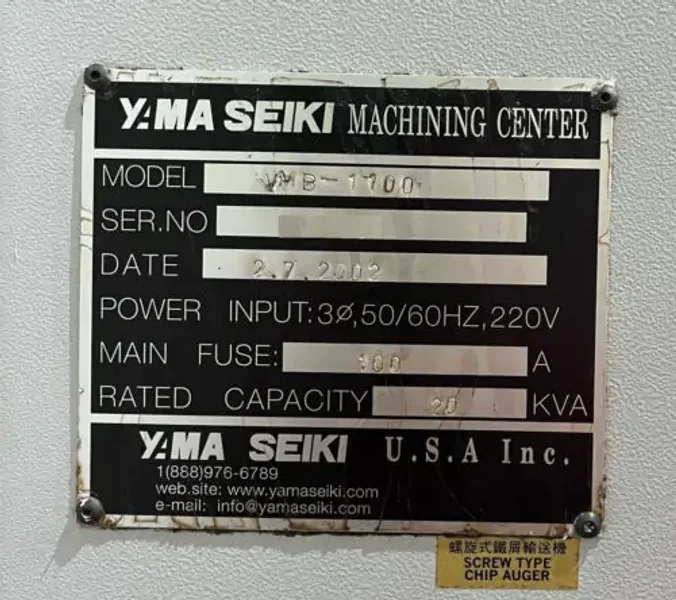 YAMA SEIKI MACHINING CENTER
MODEL VMB-1100
SER.NO
DATE 2.7.2002
POWER INPUT:3Ø,50/60HZ,220V
MAIN FUSE: 100 A
RATED CAPACITY 20 KVA
YAMA SEIKI U.S.A Inc.
1(888)976-6789
web.site: www.yamaseiki.com
e-mail: info@yamaseiki.com
螺旋式鐵屑輸送機
SCREW TYPE
CHIP AUGER